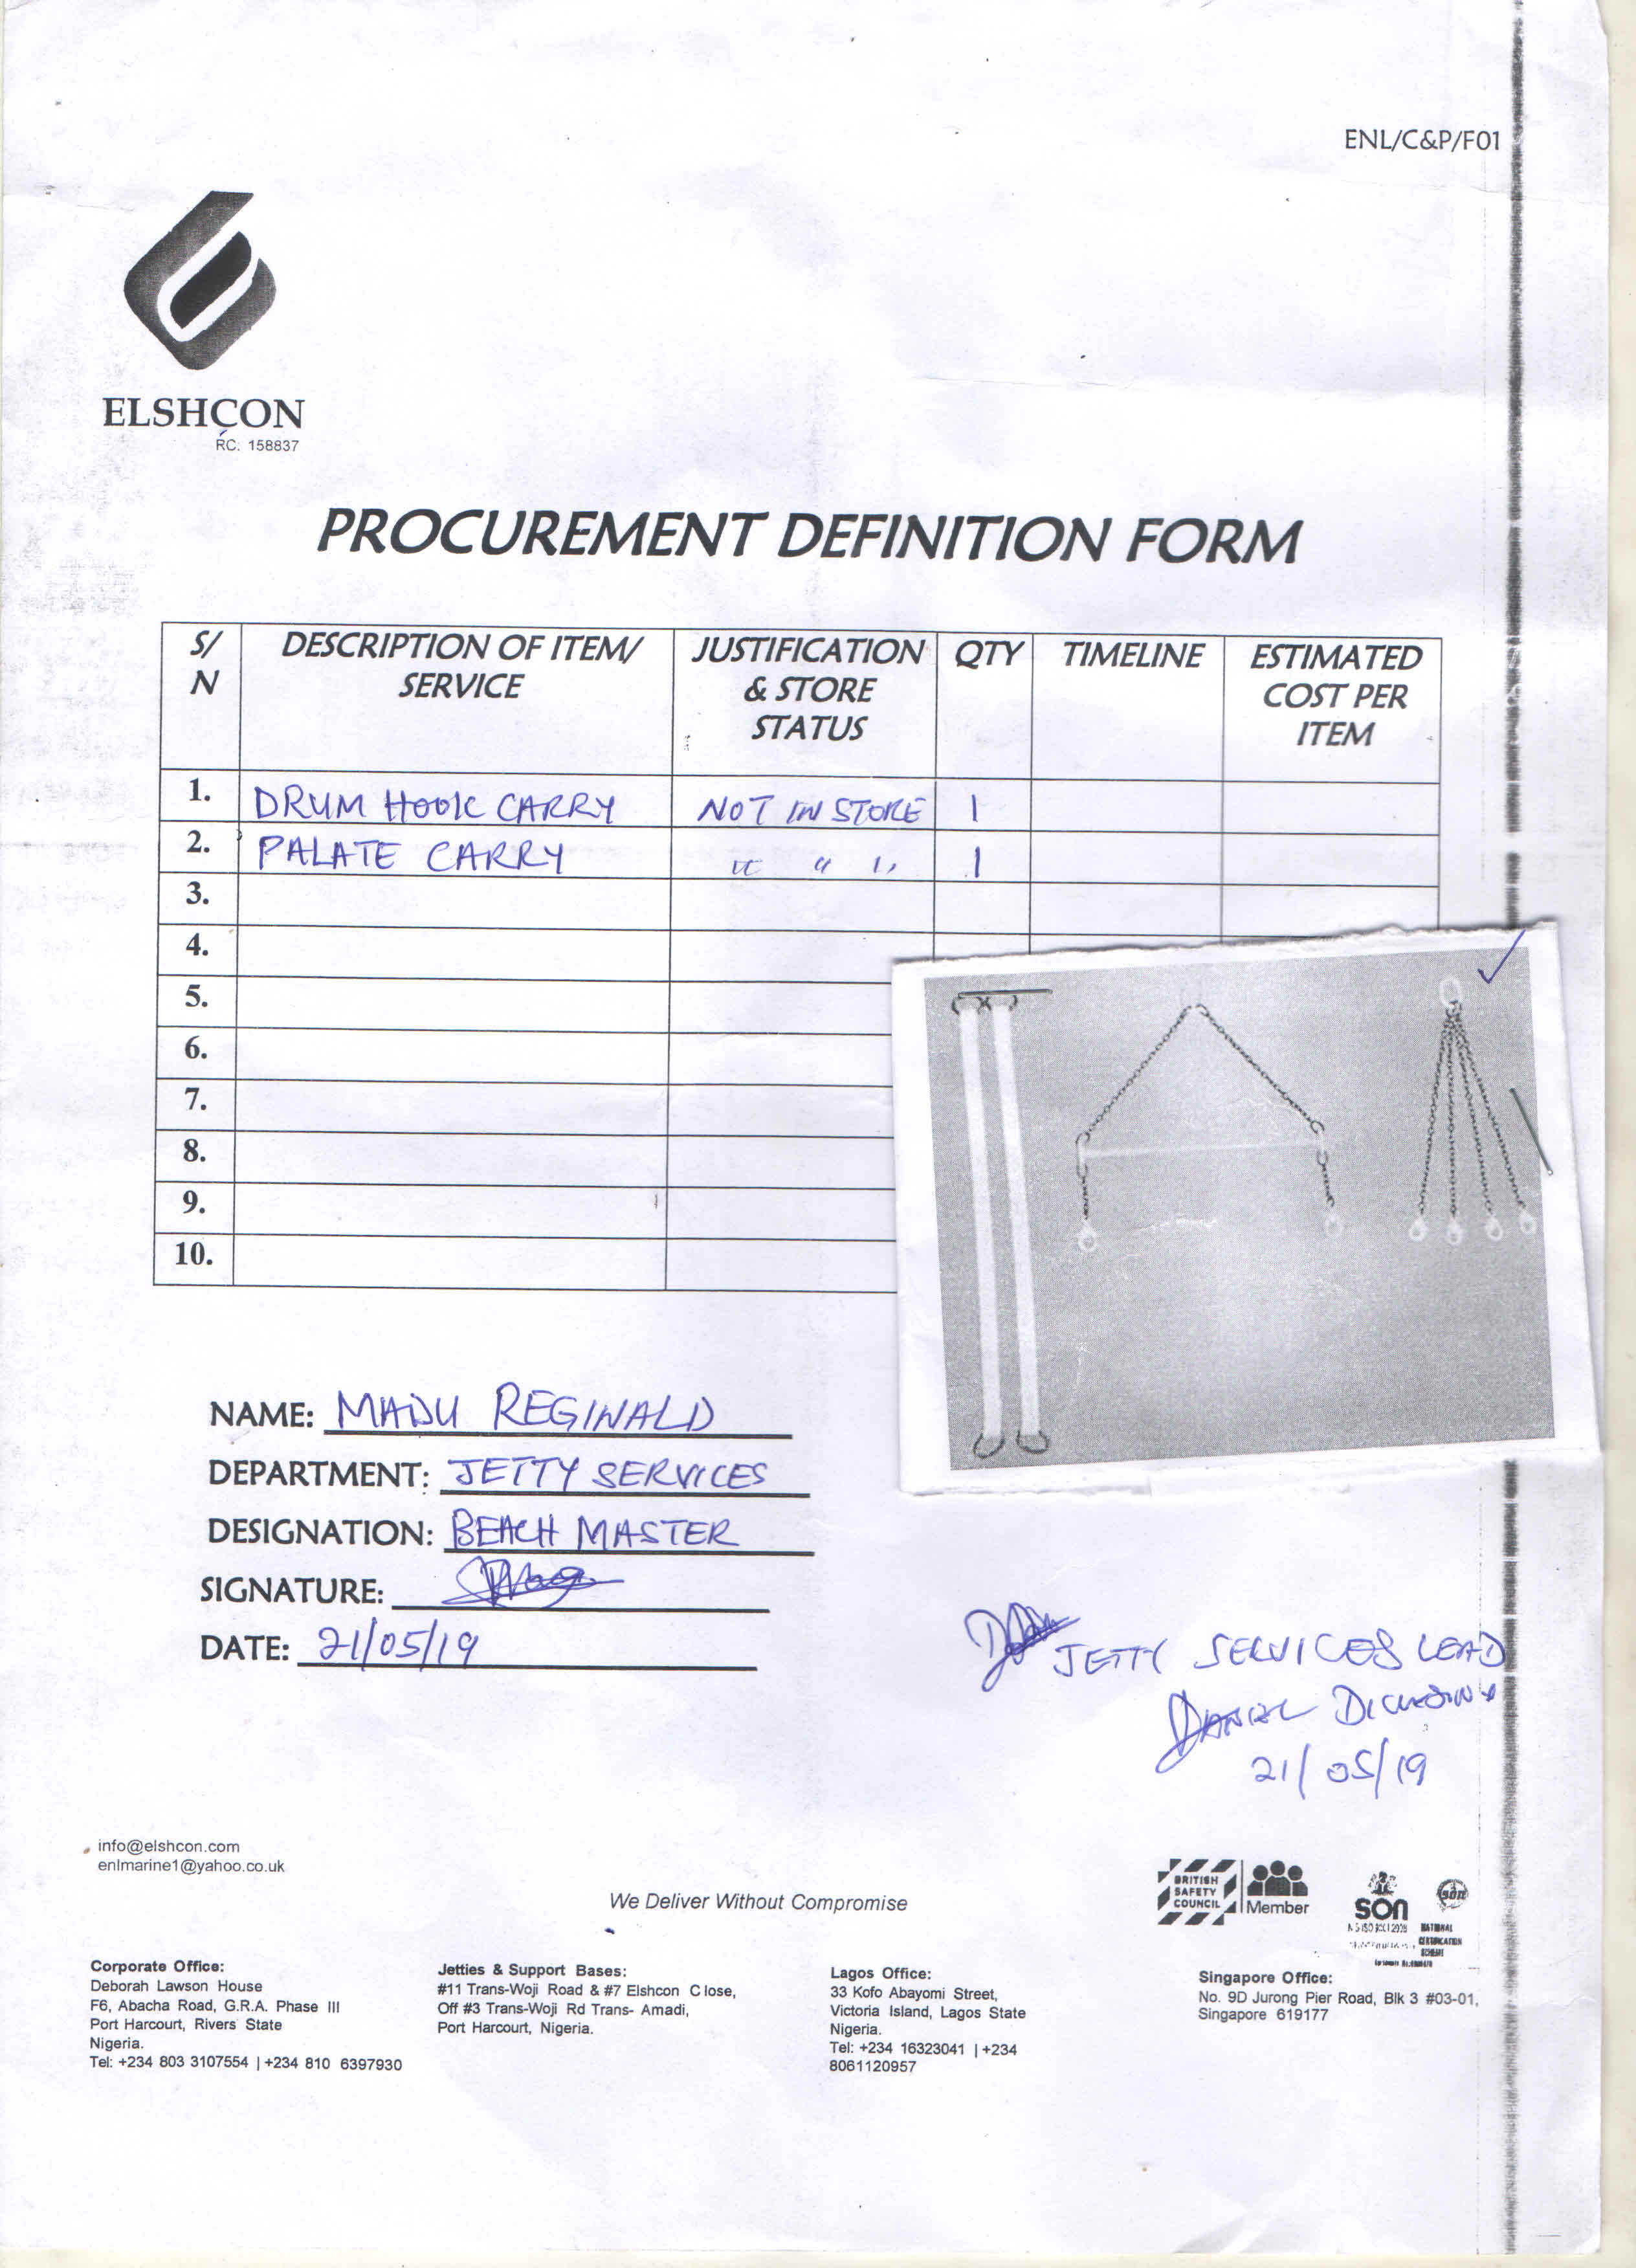 ENL/C&P/F01
ELSHCON
RC. 158837
PROCUREMENT DEFINITION FORM
S/N DESCRIPTION OF ITEM/SERVICE JUSTIFICATION & STORE STATUS QTY TIMELINE ESTIMATED COST PER ITEM
1. DRUM HOOK CARRY NOT IN STORE 1
2. PALATE CARRY " " " 1
3.
4.
5.
6.
7.
8.
9.
10.
NAME: MADU REGINALD
DEPARTMENT: JETTY SERVICES
DESIGNATION: BEACH MASTER
SIGNATURE:
DATE: 21/05/19
JETTY SERVICES LEAD
DANIEL
21/05/19
info@elshcon.com
enlmarine1@yahoo.co.uk
We Deliver Without Compromise
BRITISH
SAFETY
COUNCIL
Member
SON
NATIONAL
CERTIFICATION
SCHEME
Corporate Office:
Deborah Lawson House
F6, Abacha Road, G.R.A. Phase III
Port Harcourt, Rivers State
Nigeria.
Tel: +234 803 3107554 | +234 810 6397930
Jetties & Support Bases:
#11 Trans-Woji Road & #7 Elshcon Close,
Off #3 Trans-Woji Rd Trans- Amadi,
Port Harcourt, Nigeria.
Lagos Office:
33 Kofo Abayomi Street,
Victoria Island, Lagos State
Nigeria.
Tel: +234 16323041 | +234
8061120957
Singapore Office:
No. 9D Jurong Pier Road, Blk 3 #03-01,
Singapore 619177